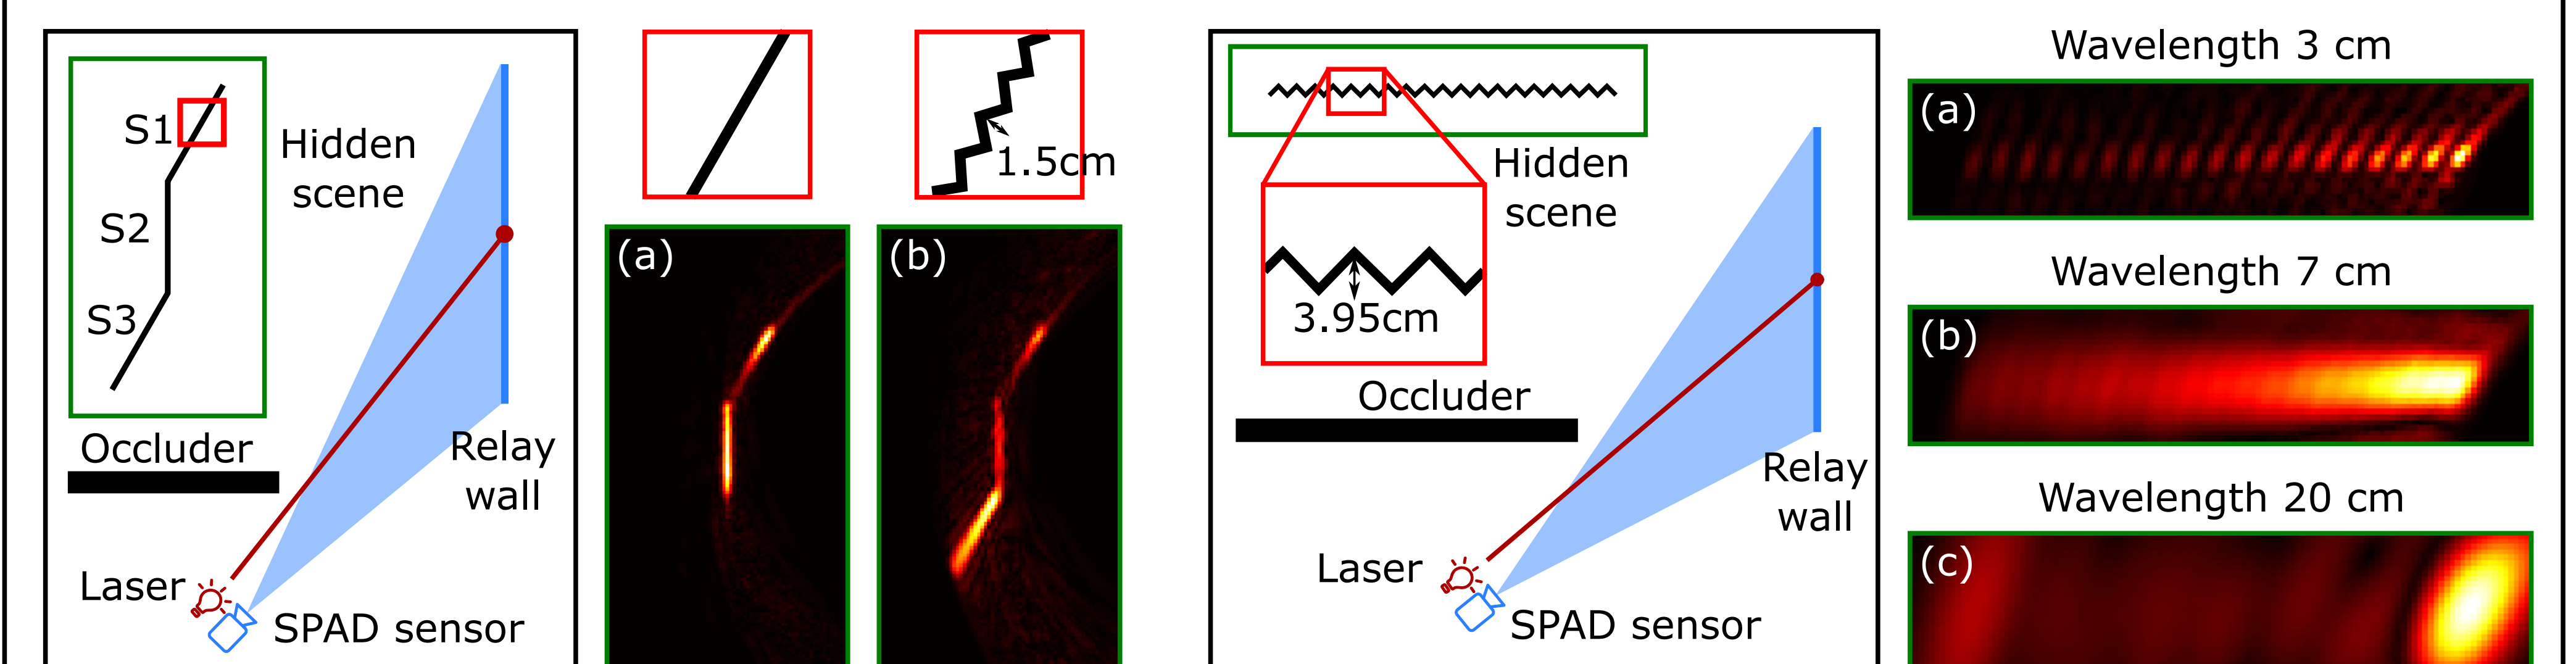 S1
S2
S3
Hidden
scene
Occluder
Relay
wall
Laser
SPAD sensor
1.5cm
(a)
(b)
Hidden
scene
3.95cm
Occluder
Relay
wall
Laser
SPAD sensor
Wavelength 3 cm
(a)
Wavelength 7 cm
(b)
Wavelength 20 cm
(c)